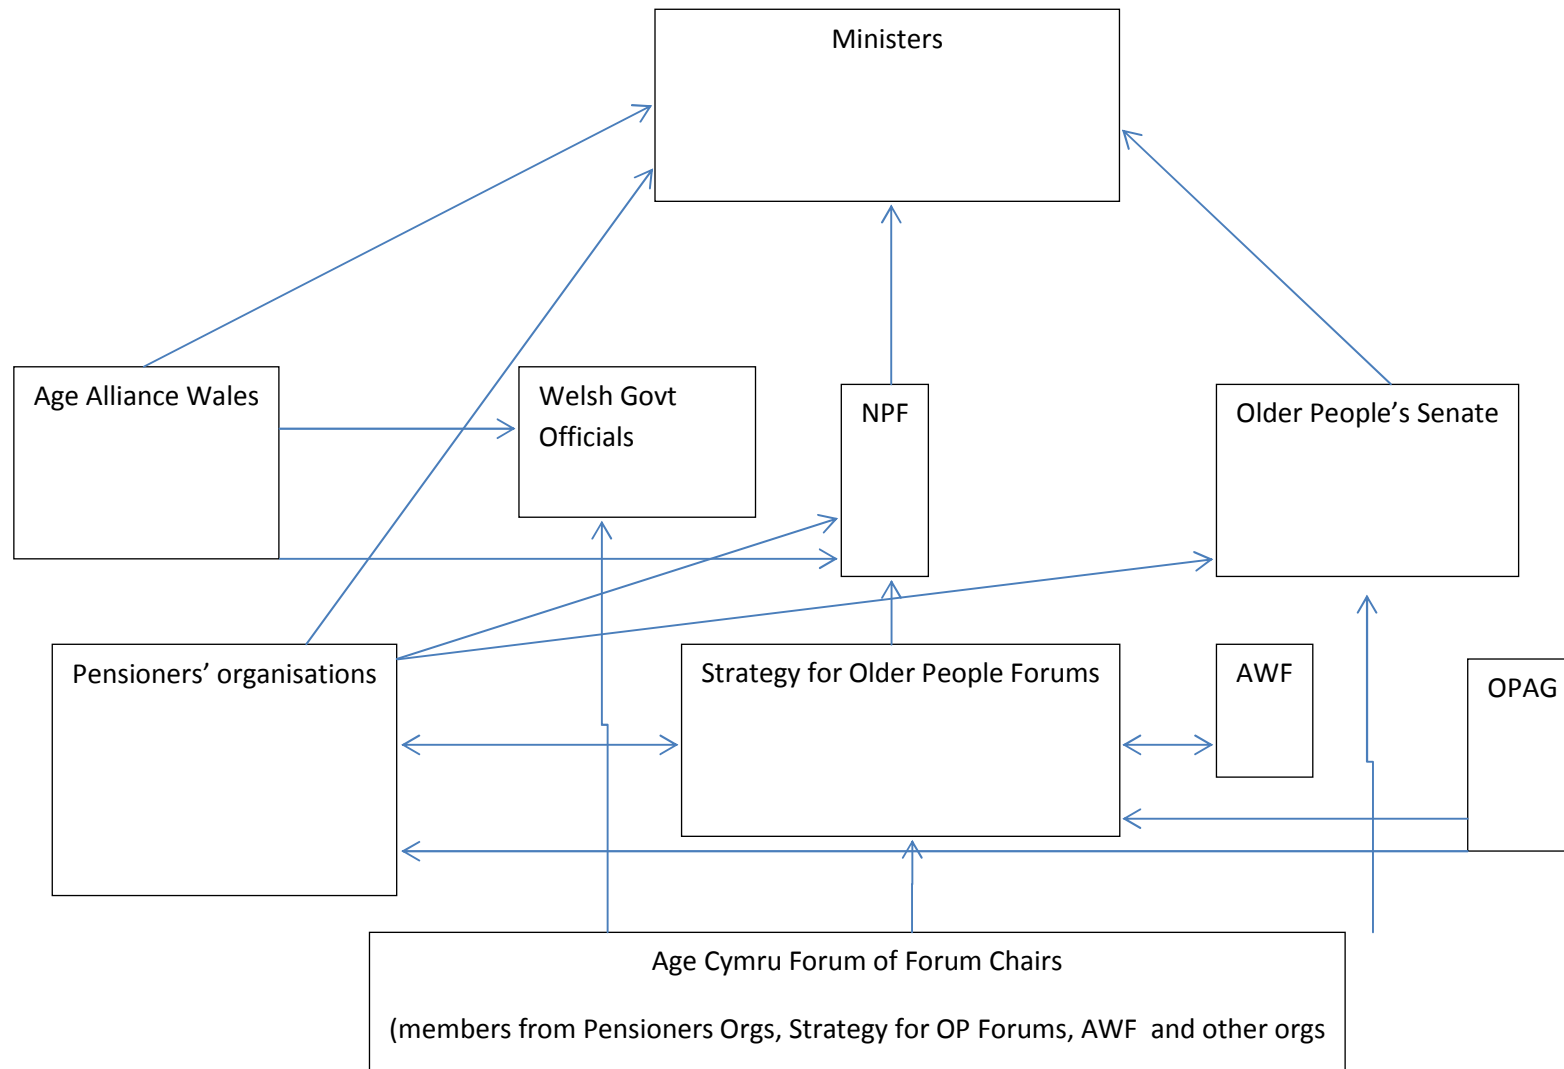 Ministers
Age Alliance Wales
Welsh Govt
Officials
NPF
Older People’s Senate
Pensioners’ organisations
Strategy for Older People Forums
AWF
OPAG
Age Cymru Forum of Forum Chairs
(members from Pensioners Orgs, Strategy for OP Forums, AWF  and other orgs